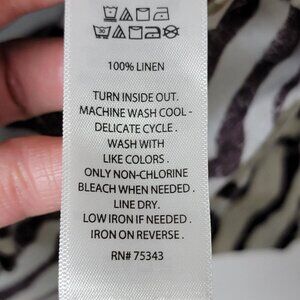 100% LINEN
TURN INSIDE OUT.
MACHINE WASH COOL -
DELICATE CYCLE .
WASH WITH
LIKE COLORS .
ONLY NON-CHLORINE
BLEACH WHEN NEEDED .
LINE DRY.
LOW IRON IF NEEDED .
IRON ON REVERSE .
RN# 75343